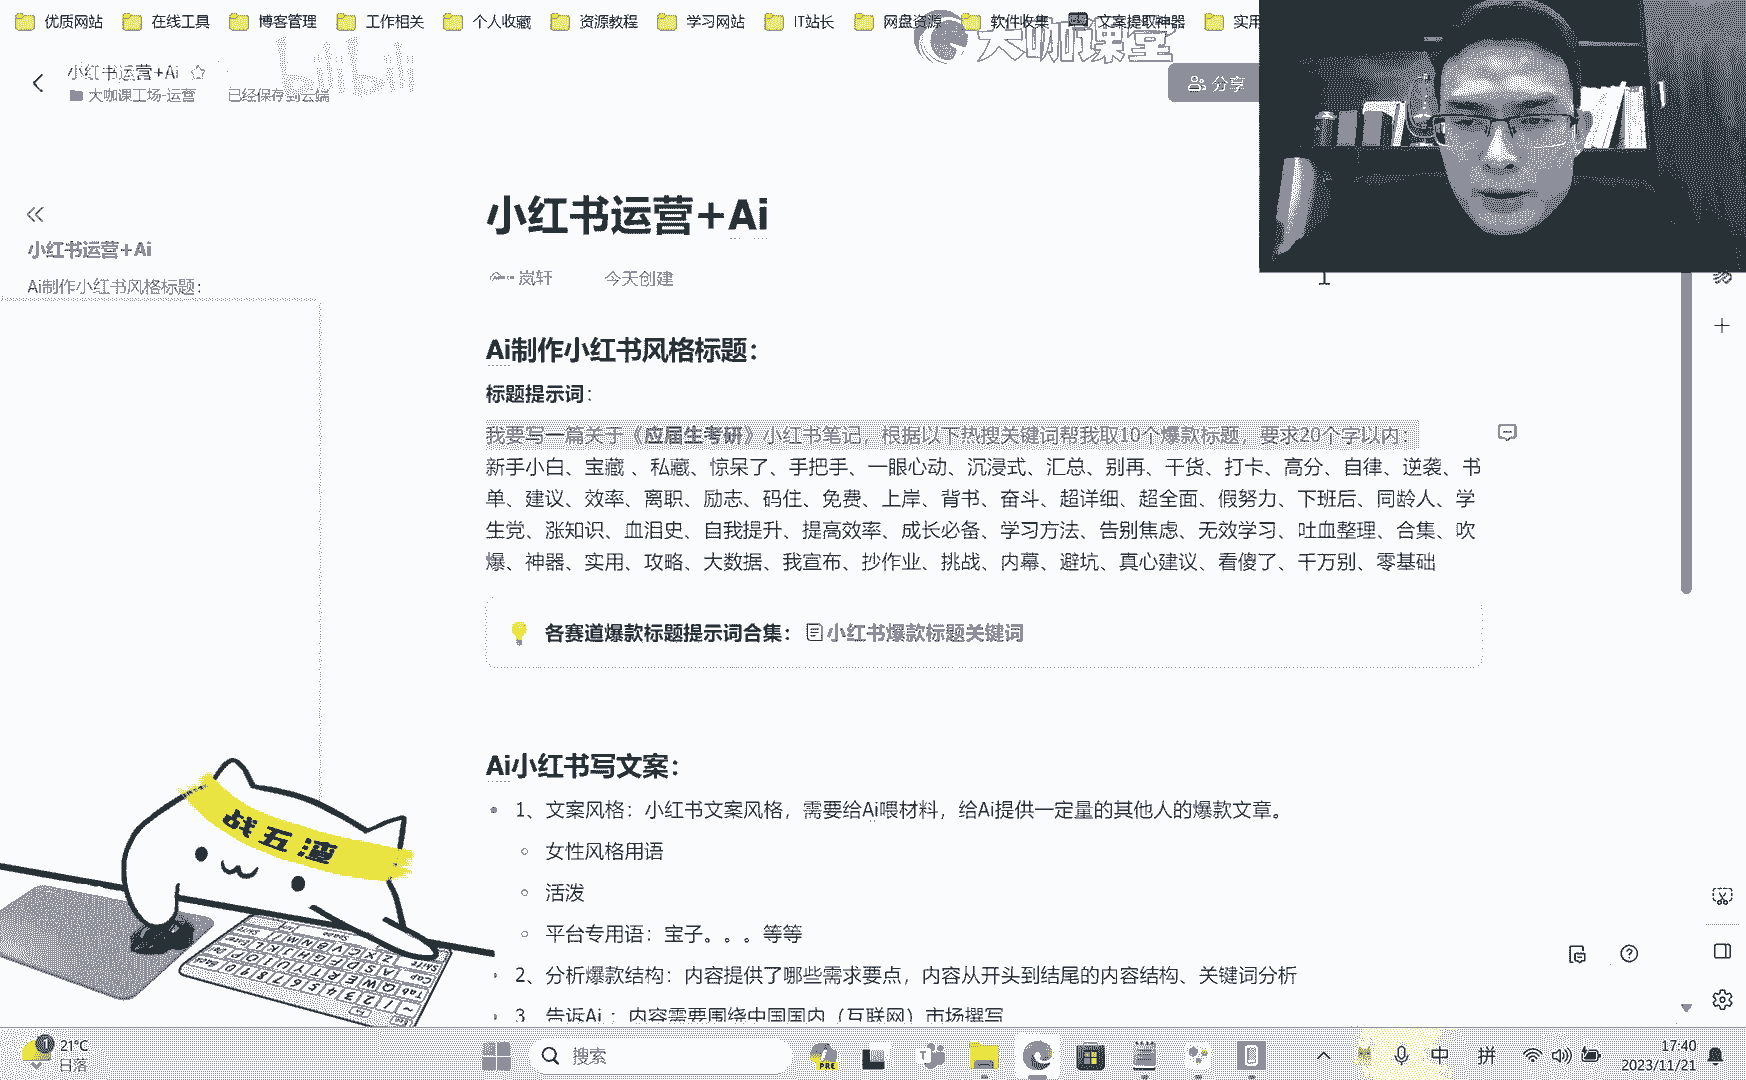 优质网站 在线工具 博客管理 工作相关 个人收藏 资源教程 学习网站 IT站长 网盘资源 软件收集 文案提取神器 实用
大咖课堂
bilibili
小红书运营+Ai
大咖课工场-运营 已经保存到云端
分享
小红书运营+Ai
Ai制作小红书风格标题：
小红书运营+Ai
岚轩 今天创建
Ai制作小红书风格标题：
标题提示词：
我要写一篇关于《应届生考研》小红书笔记，根据以下热搜关键词帮我取10个爆款标题，要求20个字以内：
新手小白、宝藏 、私藏、惊呆了、手把手、一眼心动、沉浸式、汇总、别再、干货、打卡、高分、自律、逆袭、书
单、建议、效率、离职、励志、码住、免费、上岸、背书、奋斗、超详细、超全面、假努力、下班后、同龄人、学
生党、涨知识、血泪史、自我提升、提高效率、成长必备、学习方法、告别焦虑、无效学习、吐血整理、合集、吹
爆、神器、实用、攻略、大数据、我宣布、抄作业、挑战、内幕、避坑、真心建议、看傻了、千万别、零基础
各赛道爆款标题提示词合集： 小红书爆款标题关键词
Ai小红书写文案：
1、文案风格：小红书文案风格，需要给Ai喂材料，给Ai提供一定量的其他人的爆款文章。
女性风格用语
活泼
平台专用语：宝子。。。等等
2、分析爆款结构：内容提供了哪些需求要点，内容从开头到结尾的内容结构、关键词分析
3、告诉Ai ：内容需要围绕中国国内（互联网）市场撰写
战五渣
1
21°C
日落
搜索
PRE
中
拼
17:40
2023/11/21